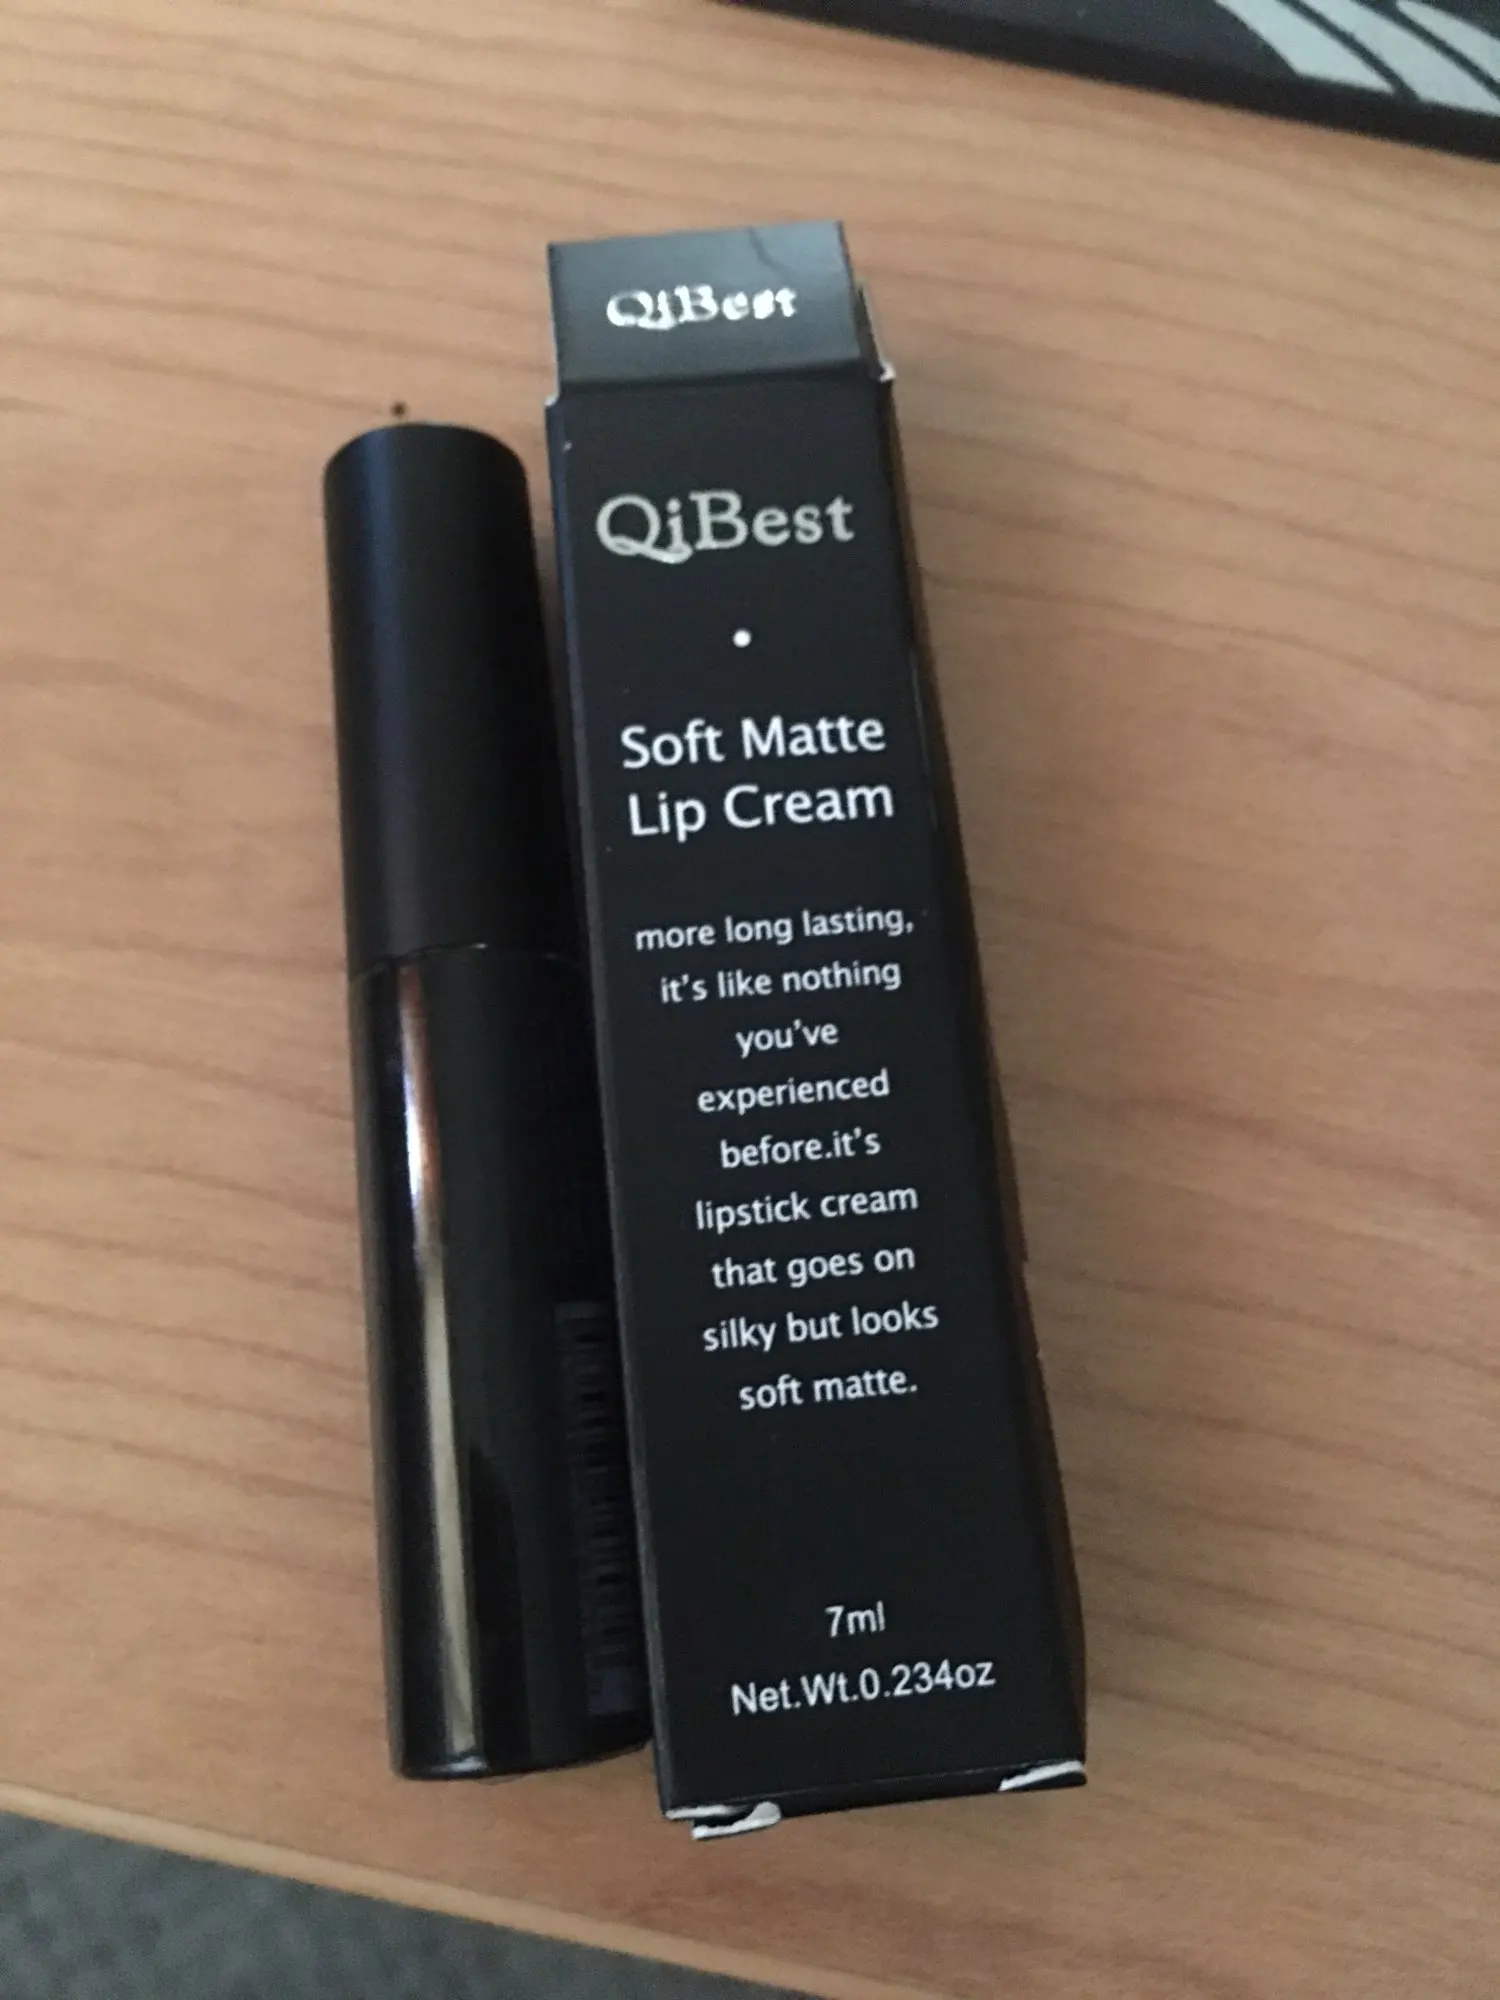 QiBest
QiBest
Soft Matte
Lip Cream
more long lasting,
it's like nothing
you've
experienced
before.it's
lipstick cream
that goes on
silky but looks
soft matte.
7ml
Net.Wt.0.234oz